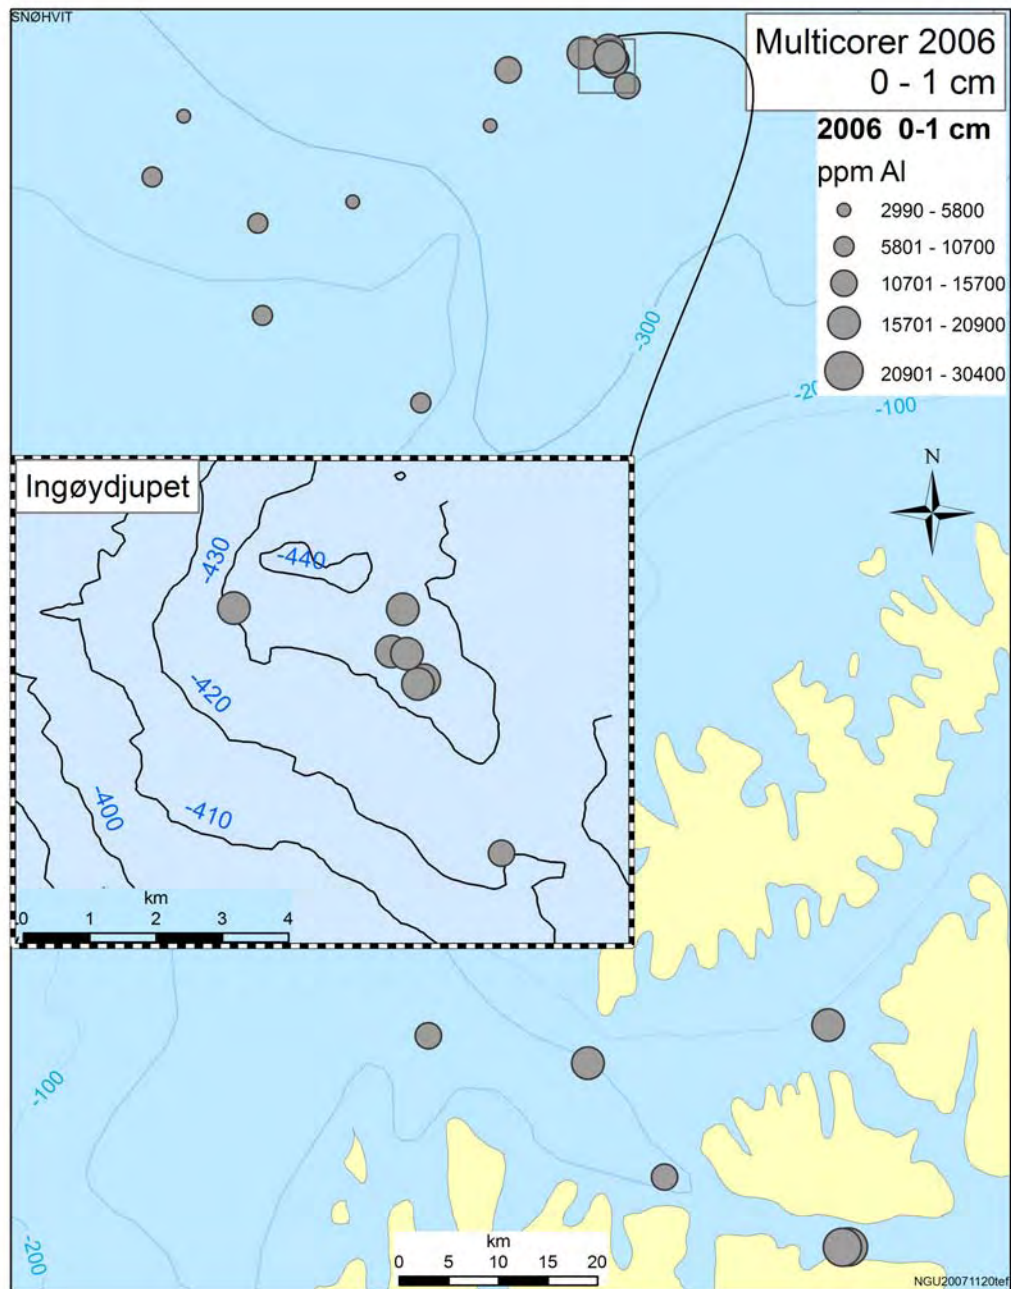 SNØHVIT
Multicorer 2006
0 - 1 cm
2006 0-1 cm
ppm Al
2990 - 5800
5801 - 10700
10701 - 15700
15701 - 20900
20901 - 30400
-300
-100
N
Ingøydjupet
-430
-440
-420
-400
-410
km
0 1 2 3 4
-100
-200
km
0 5 10 15 20
NGU20071120tef